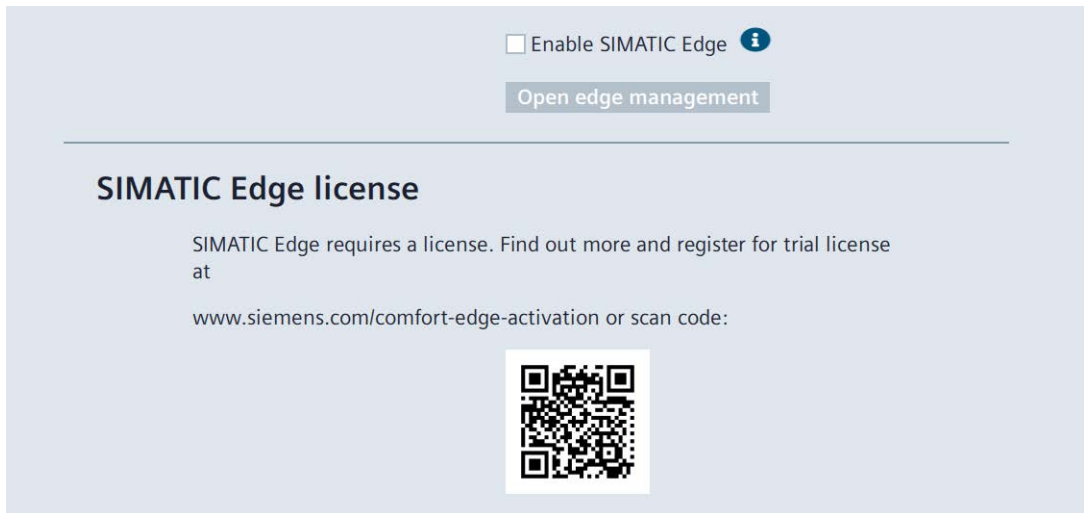 Enable SIMATIC Edge
Open edge management
SIMATIC Edge license
SIMATIC Edge requires a license. Find out more and register for trial license
at
www.siemens.com/comfort-edge-activation or scan code: